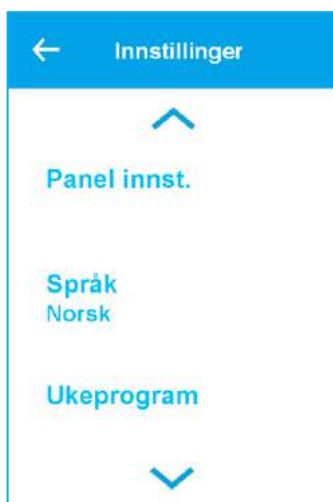 Innstillinger
Panel innst.
Språk
Norsk
Ukeprogram